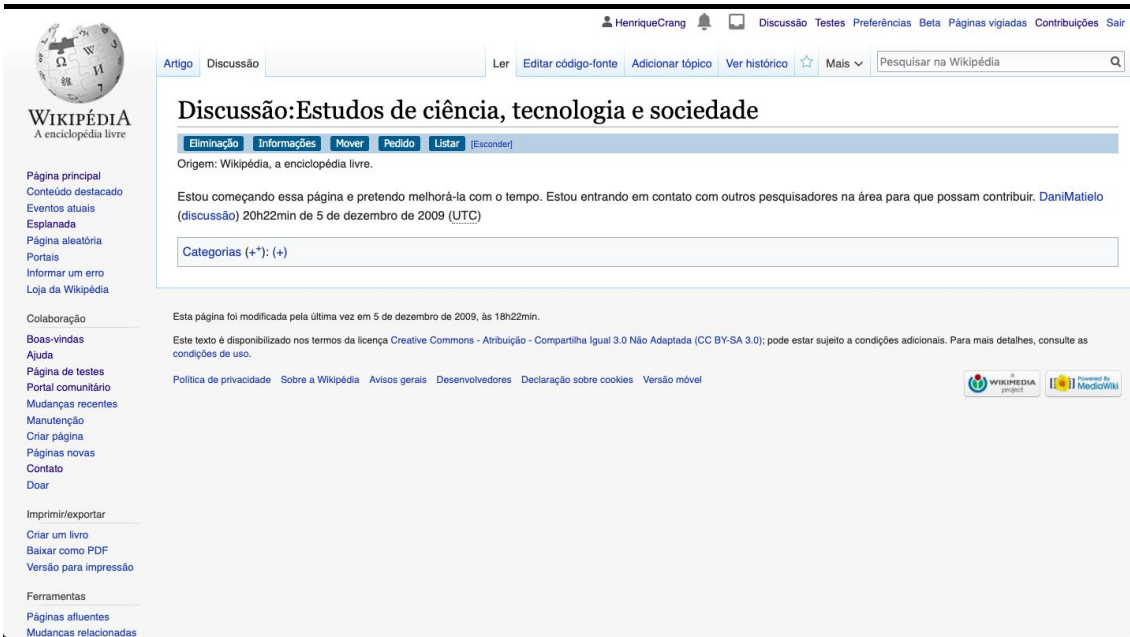 HenriqueCrang Discussão Testes Preferências Beta Páginas vigiadas Contribuições Sair
Artigo Discussão Ler Editar código-fonte Adicionar tópico Ver histórico Mais Pesquisar na Wikipédia
WIKIPÉDIA
A enciclopédia livre
Discussão:Estudos de ciência, tecnologia e sociedade
Eliminação Informações Mover Pedido Listar [Esconder]
Origem: Wikipédia, a enciclopédia livre.
Estou começando essa página e pretendo melhorá-la com o tempo. Estou entrando em contato com outros pesquisadores na área para que possam contribuir. DaniMatielo
(discussão) 20h22min de 5 de dezembro de 2009 (UTC)
Categorias (+⁺): (+)
Esta página foi modificada pela última vez em 5 de dezembro de 2009, às 18h22min.
Este texto é disponibilizado nos termos da licença Creative Commons - Atribuição - Compartilha Igual 3.0 Não Adaptada (CC BY-SA 3.0); pode estar sujeito a condições adicionais. Para mais detalhes, consulte as
condições de uso.
Política de privacidade Sobre a Wikipédia Avisos gerais Desenvolvedores Declaração sobre cookies Versão móvel
A WIKIMEDIA project Powered By MediaWiki
Página principal
Conteúdo destacado
Eventos atuais
Esplanada
Página aleatória
Portais
Informar um erro
Loja da Wikipédia
Colaboração
Boas-vindas
Ajuda
Página de testes
Portal comunitário
Mudanças recentes
Manutenção
Criar página
Páginas novas
Contato
Doar
Imprimir/exportar
Criar um livro
Baixar como PDF
Versão para impressão
Ferramentas
Páginas afluentes
Mudanças relacionadas